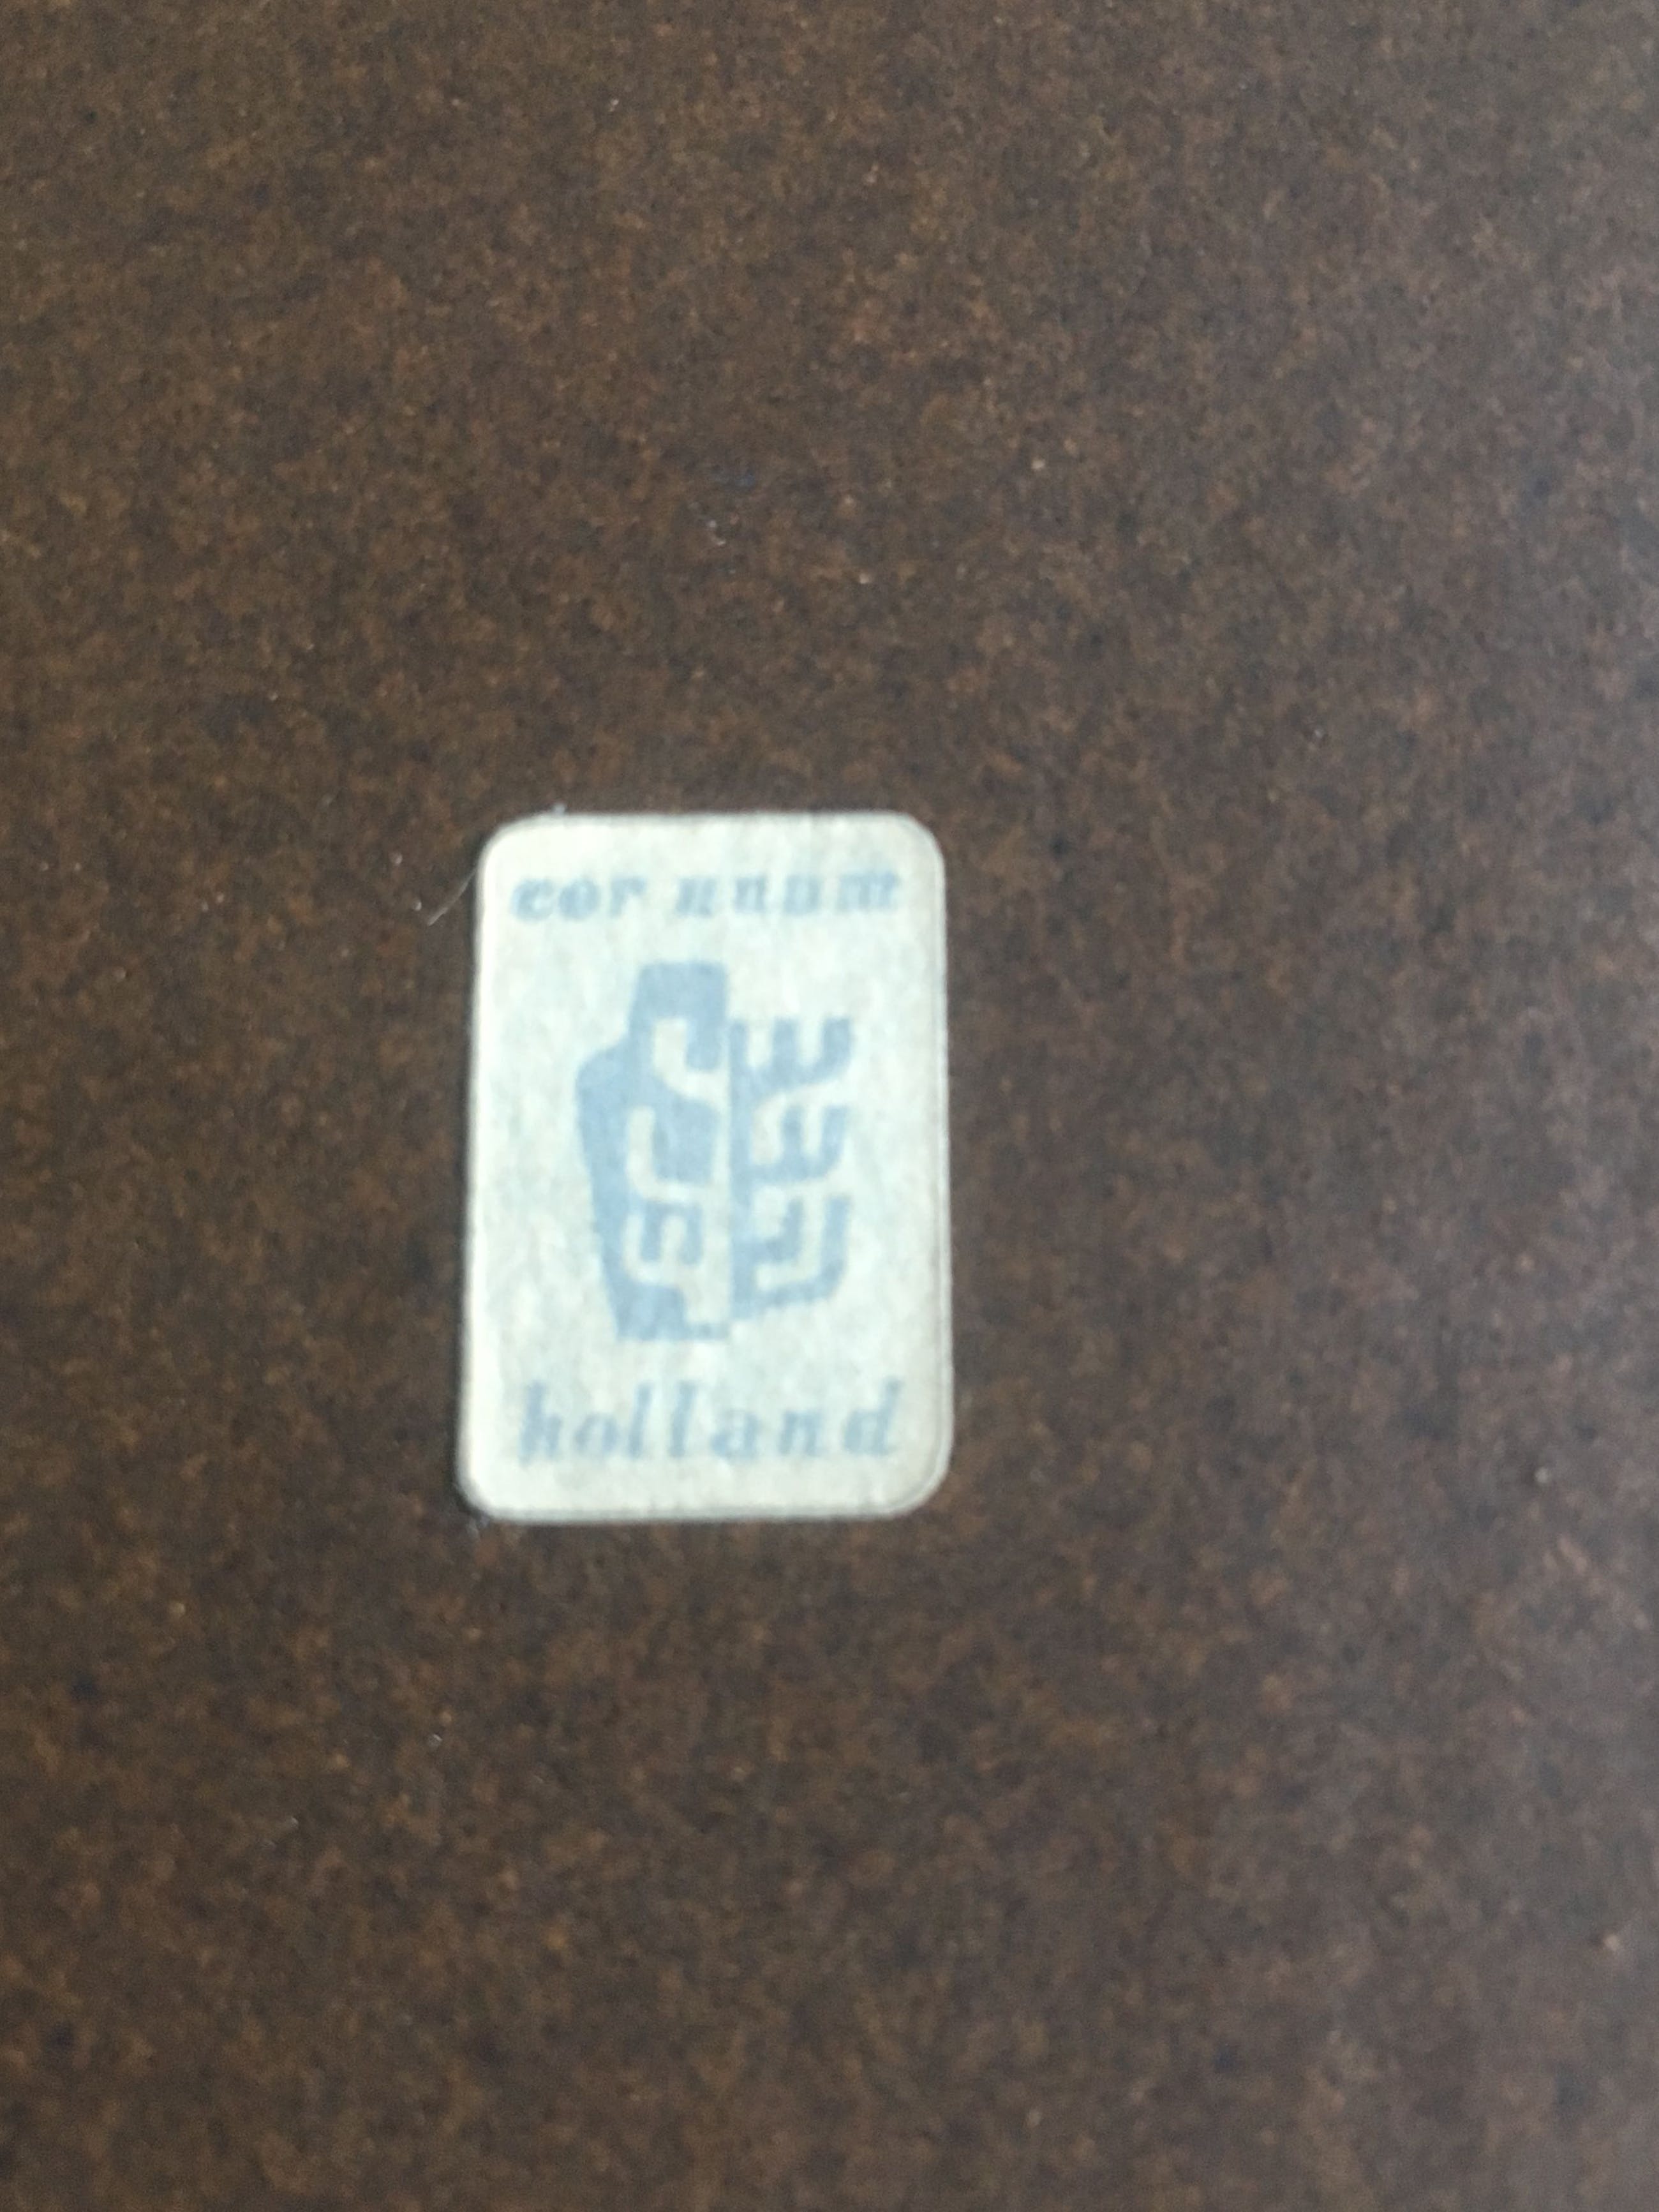 cor unum
holland